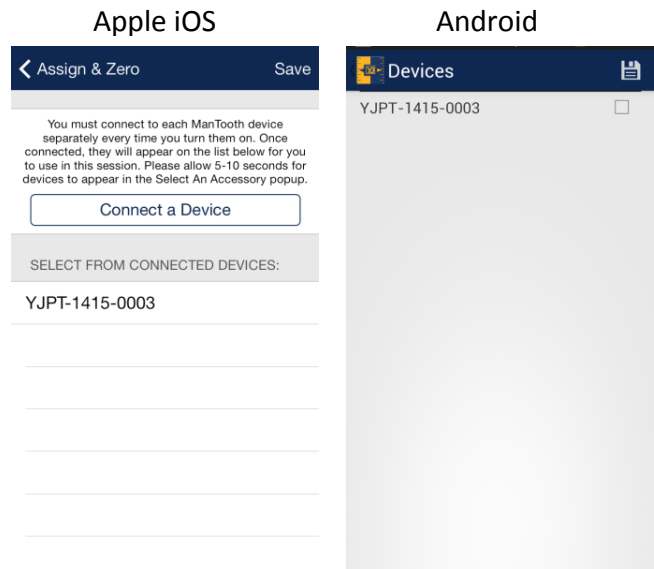 Apple iOS
Android
Assign & Zero
Save
You must connect to each ManTooth device
separately every time you turn them on. Once
connected, they will appear on the list below for you
to use in this session. Please allow 5-10 seconds for
devices to appear in the Select An Accessory popup.
Connect a Device
SELECT FROM CONNECTED DEVICES:
YJPT-1415-0003
Devices
YJPT-1415-0003